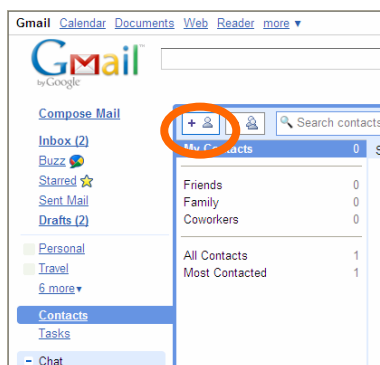 Gmail Calendar Documents Web Reader more ▼
Gmail
by Google
Compose Mail
Inbox (2)
Buzz
Starred
Sent Mail
Drafts (2)
Personal
Travel
6 more▼
Contacts
Tasks
− Chat
+
Search contacts
My Contacts 0
Friends 0
Family 0
Coworkers 0
All Contacts 1
Most Contacted 1